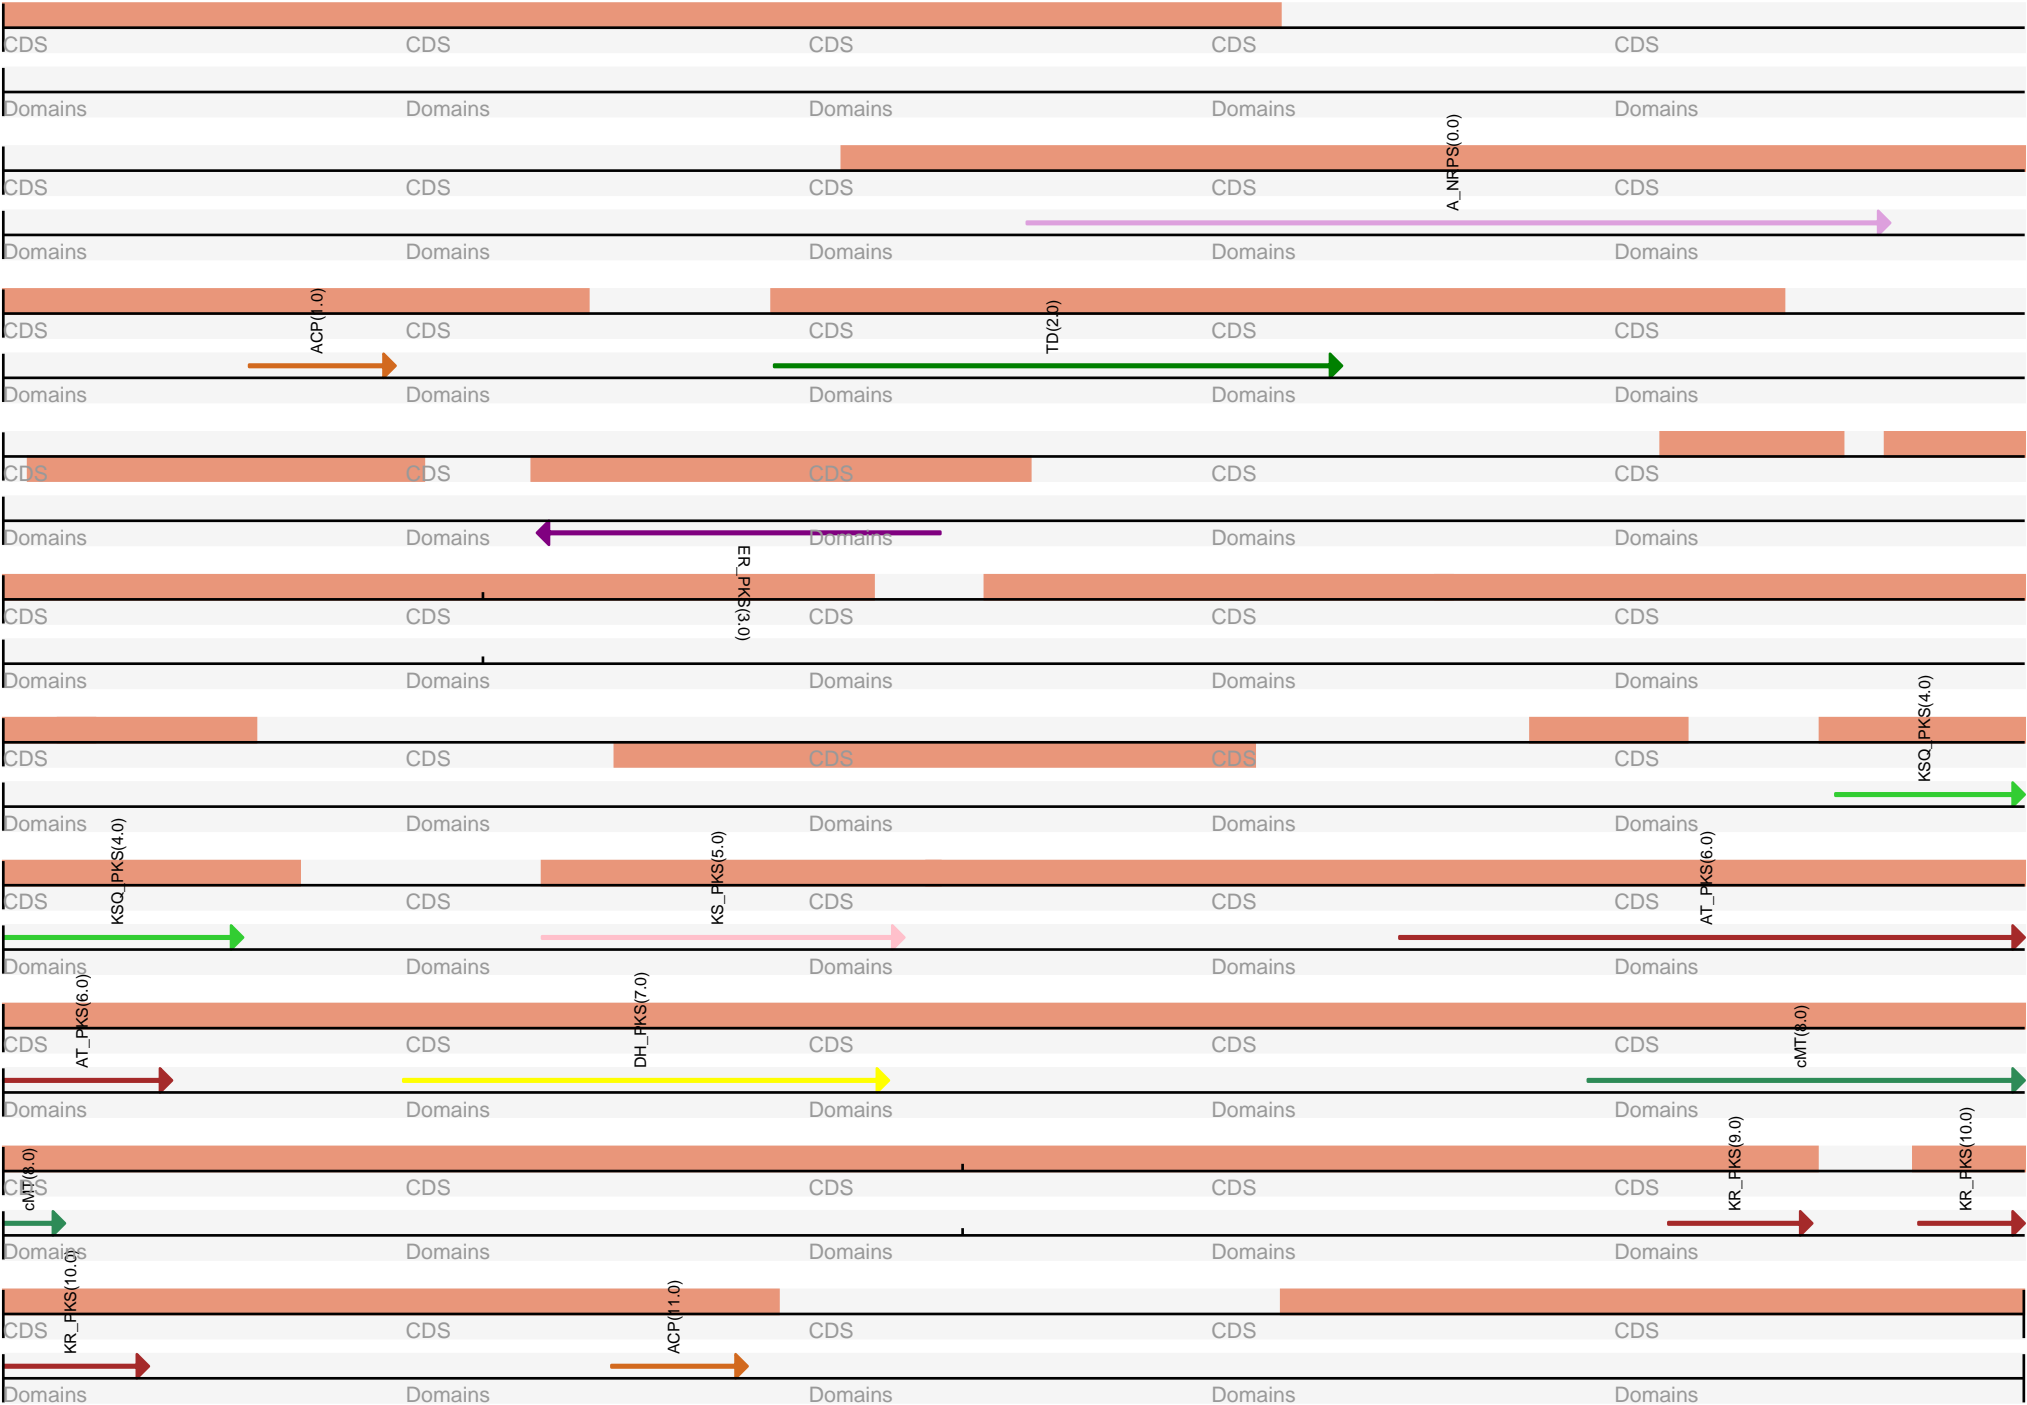 CDS CDS CDS CDS CDS
Domains Domains Domains Domains Domains
A_NRPS(0.0)
CDS CDS CDS CDS CDS
Domains Domains Domains Domains Domains
ACP(1.0) TD(2.0)
CDS CDS CDS CDS CDS
Domains Domains Domains Domains Domains
CDS CDS CDS CDS CDS
Domains Domains Domains Domains Domains
ER_PKS(3.0)
CDS CDS CDS CDS CDS
Domains Domains Domains Domains Domains
KSQ_PKS(4.0)
CDS CDS CDS CDS CDS
Domains Domains Domains Domains Domains
KSQ_PKS(4.0) KS_PKS(5.0) AT_PKS(6.0)
CDS CDS CDS CDS CDS
Domains Domains Domains Domains Domains
AT_PKS(6.0) DH_PKS(7.0) cMT(8.0)
CDS CDS CDS CDS CDS
Domains Domains Domains Domains Domains
cMT(8.0) KR_PKS(9.0) KR_PKS(10.0)
CDS CDS CDS CDS CDS
Domains Domains Domains Domains Domains
KR_PKS(10.0) ACP(11.0)
CDS CDS CDS CDS CDS
Domains Domains Domains Domains Domains